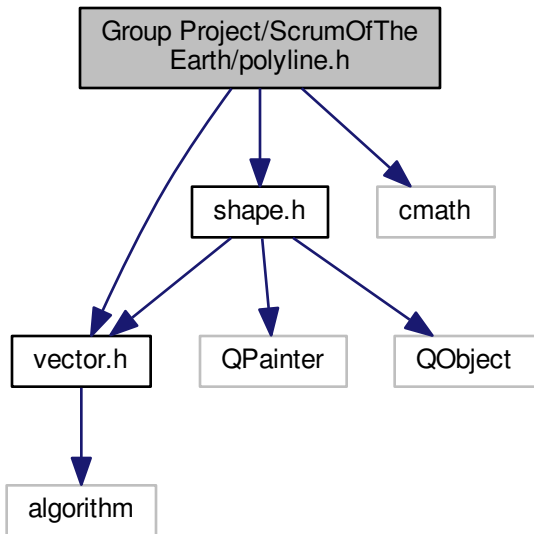 Group Project/ScrumOfThe
Earth/polyline.h
shape.h
cmath
vector.h
QPainter
QObject
algorithm